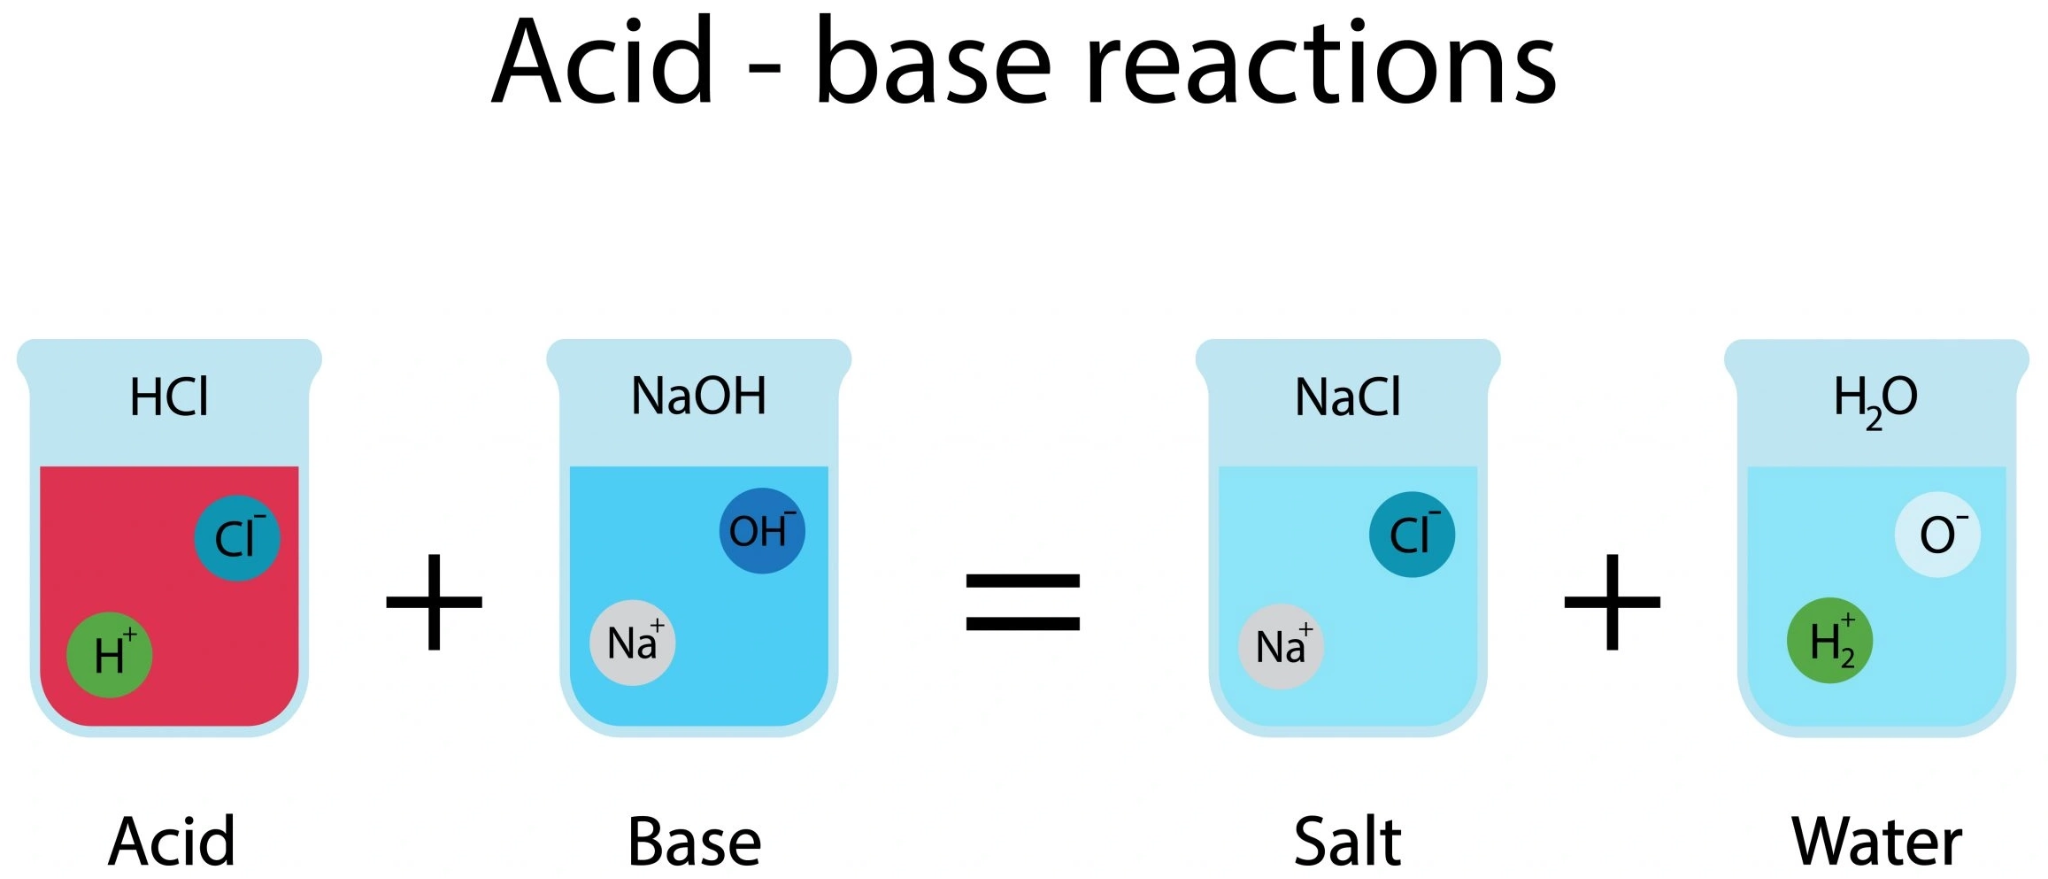 Acid - base reactions
HCl
NaOH
NaCl
H₂O
Cl⁻
OH⁻
Cl⁻
O⁻
H⁺
+
Na⁺
=
Na⁺
+
H₂⁺
Acid
Base
Salt
Water